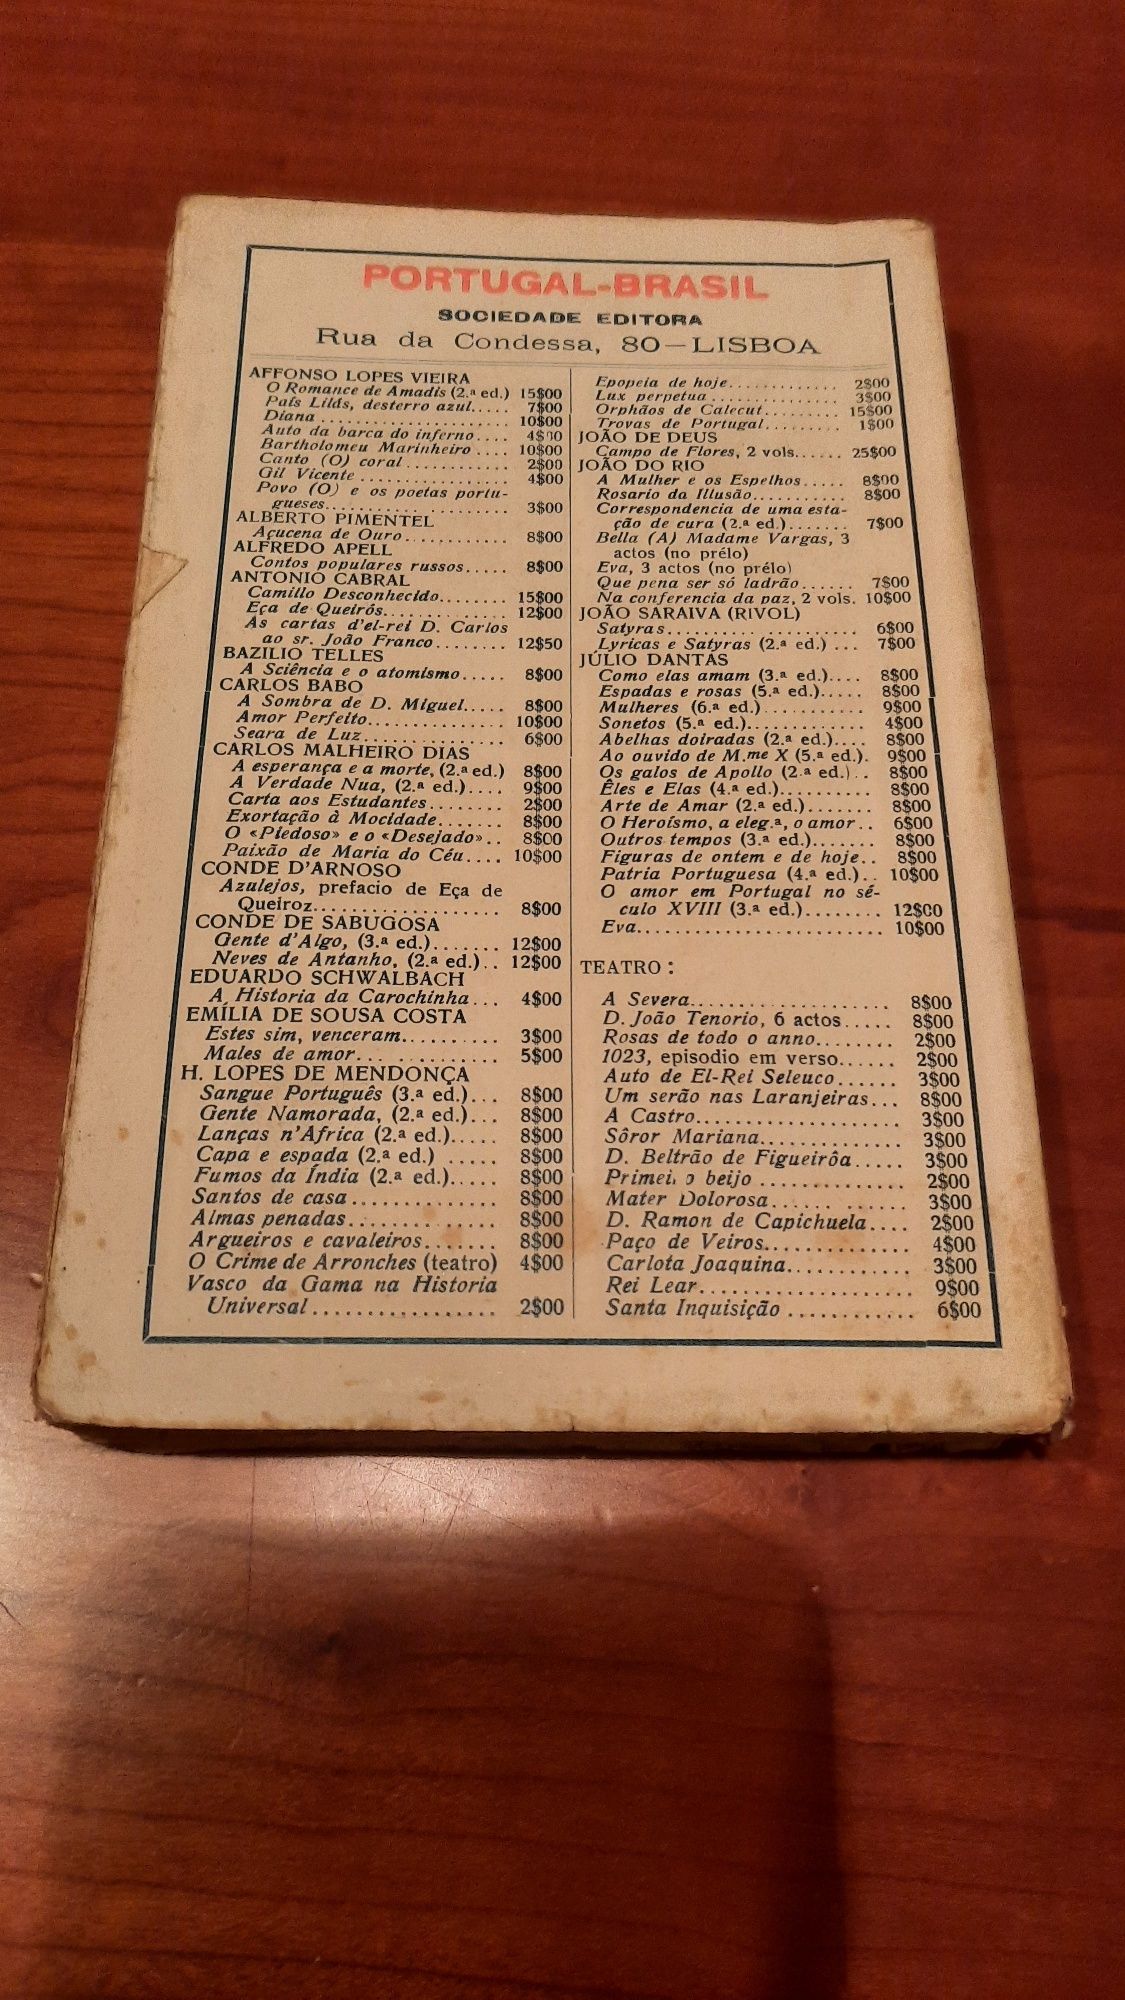 PORTUGAL-BRASIL
SOCIEDADE EDITORA
Rua da Condessa, 80—LISBOA
AFFONSO LOPES VIEIRA
O Romance de Amadis (2.ª ed.) 15$00
País Lilás, desterro azul..... 7$00
Diana ...................... 10$00
Auto da barca do inferno.... 4$00
Bartholomeu Marinheiro .... 10$00
Canto (O) coral ............ 2$00
Gil Vicente ................. 4$00
Povo (O) e os poetas portu-
gueses.................... 3$00
ALBERTO PIMENTEL
Açucena de Ouro............ 8$00
ALFREDO APELL
Contos populares russos..... 8$00
ANTONIO CABRAL
Camillo Desconhecido........ 15$00
Eça de Queirós.............. 12$00
As cartas d'el-rei D. Carlos
ao sr. João Franco........ 12$50
BAZILIO TELLES
A Sciência e o atomismo..... 8$00
CARLOS BABO
A Sombra de D. Miguel..... 8$00
Amor Perfeito............... 10$00
Seara de Luz................ 6$00
CARLOS MALHEIRO DIAS
A esperança e a morte, (2.ª ed.) 8$00
A Verdade Nua, (2.ª ed.).... 9$00
Carta aos Estudantes........ 2$00
Exortação à Mocidade....... 8$00
O «Piedoso» e o «Desejado».. 8$00
Paixão de Maria do Céu.... 10$00
CONDE D'ARNOSO
Azulejos, prefacio de Eça de
Queiroz................... 8$00
CONDE DE SABUGOSA
Gente d'Algo, (3.ª ed.)....... 12$00
Neves de Antanho, (2.ª ed.).. 12$00
EDUARDO SCHWALBACH
A Historia da Carochinha... 4$00
EMÍLIA DE SOUSA COSTA
Estes sim, venceram.......... 3$00
Males de amor... .......... 5$00
H. LOPES DE MENDONÇA
Sangue Português (3.ª ed.)... 8$00
Gente Namorada, (2.ª ed.)... 8$00
Lanças n'Africa (2.ª ed.)..... 8$00
Capa e espada (2.ª ed.) ..... 8$00
Fumos da Índia (2.ª ed.)..... 8$00
Santos de casa.............. 8$00
Almas penadas.............. 8$00
Argueiros e cavaleiros....... 8$00
O Crime de Arronches (teatro) 4$00
Vasco da Gama na Historia
Universal................. 2$00
Epopeia de hoje............. 2$00
Lux perpetua ............... 3$00
Orphãos de Calecut......... 15$00
Trovas de Portugal......... 1$00
JOÃO DE DEUS
Campo de Flores, 2 vols...... 25$00
JOÃO DO RIO
A Mulher e os Espelhos..... 8$00
Rosario da Illusão........... 8$00
Correspondencia de uma esta-
ção de cura (2.ª ed.)....... 7$00
Bella (A) Madame Vargas, 3
actos (no prélo)
Eva, 3 actos (no prélo)
Que pena ser só ladrão...... 7$00
Na conferencia da paz, 2 vols. 10$00
JOÃO SARAIVA (RIVOL)
Satyras.................... 6$00
Lyricas e Satyras (2.ª ed.) ... 7$00
JÚLIO DANTAS
Como elas amam (3.ª ed.).... 8$00
Espadas e rosas (5.ª ed.)..... 8$00
Mulheres (6.ª ed.)........... 9$00
Sonetos (5.ª ed.)............. 4$00
Abelhas doiradas (2.ª ed.).... 8$00
Ao ouvido de M.me X (5.ª ed.). 9$00
Os galos de Apollo (2.ª ed.).. 8$00
Êles e Elas (4.ª ed.).......... 8$00
Arte de Amar (2.ª ed.)....... 8$00
O Heroísmo, a eleg.ª, o amor.. 6$00
Outros tempos (3.ª ed.)....... 8$00
Figuras de ontem e de hoje.. 8$00
Patria Portuguesa (4.ª ed.).. 10$00
O amor em Portugal no sé-
culo XVIII (3.ª ed.)........ 12$00
Eva......................... 10$00
TEATRO:
A Severa.................... 8$00
D. João Tenorio, 6 actos..... 8$00
Rosas de todo o anno........ 2$00
1023, episodio em verso...... 2$00
Auto de El-Rei Seleuco...... 3$00
Um serão nas Laranjeiras... 8$00
A Castro.................... 3$00
Sôror Mariana.............. 3$00
D. Beltrão de Figueirôa..... 3$00
Primeiro beijo .............. 2$00
Mater Dolorosa...... ...... 3$00
D. Ramon de Capichuela.... 2$00
Paço de Veiros............... 4$00
Carlota Joaquina............ 3$00
Rei Lear..................... 9$00
Santa Inquisição ............ 6$00